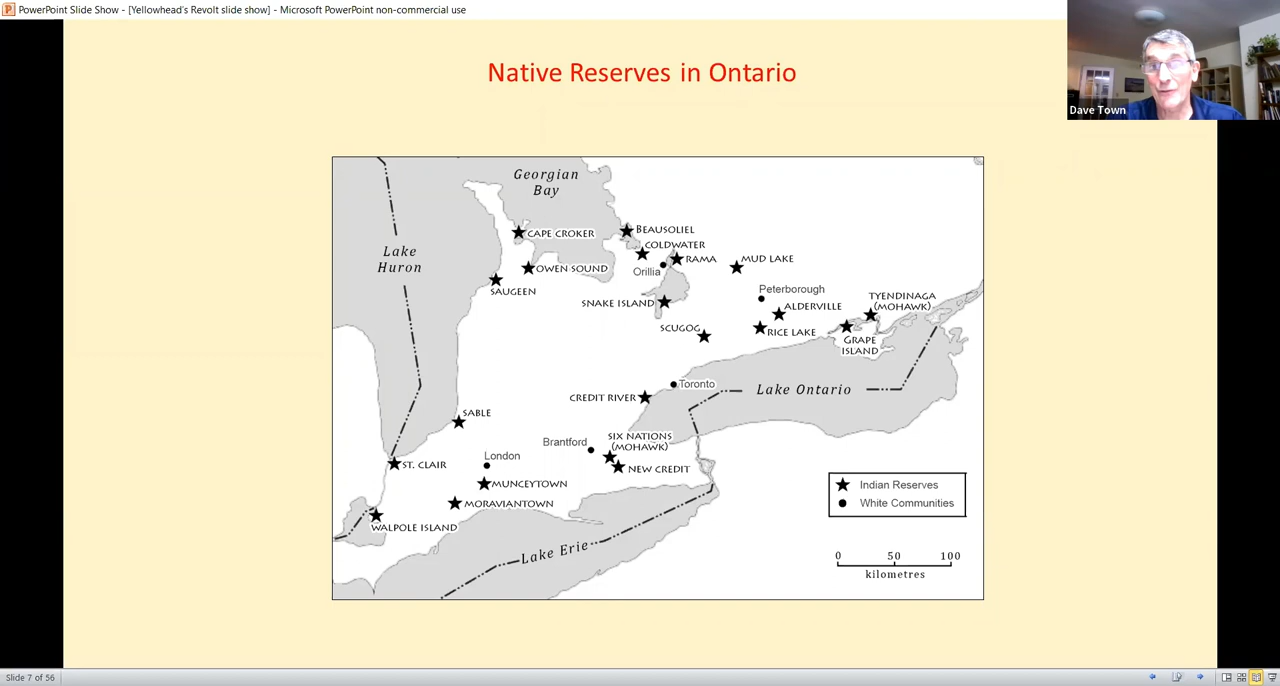 PowerPoint Slide Show - [Yellowhead's Revolt slide show] - Microsoft PowerPoint non-commercial use
Dave Town
Native Reserves in Ontario
Georgian
Bay
Lake
Huron
CAPE CROKER
BEAUSOLIEL
COLDWATER
RAMA
MUD LAKE
Orillia
OWEN SOUND
SAUGEEN
SNAKE ISLAND
Peterborough
ALDERVILLE
TYENDINAGA
(MOHAWK)
SCUGOG
RICE LAKE
GRAPE
ISLAND
Toronto
Lake Ontario
CREDIT RIVER
SABLE
SIX NATIONS
(MOHAWK)
Brantford
London
ST. CLAIR
NEW CREDIT
MUNCEYTOWN
MORAVIANTOWN
WALPOLE ISLAND
Lake Erie
Indian Reserves
White Communities
0 50 100
kilometres
Slide 7 of 56